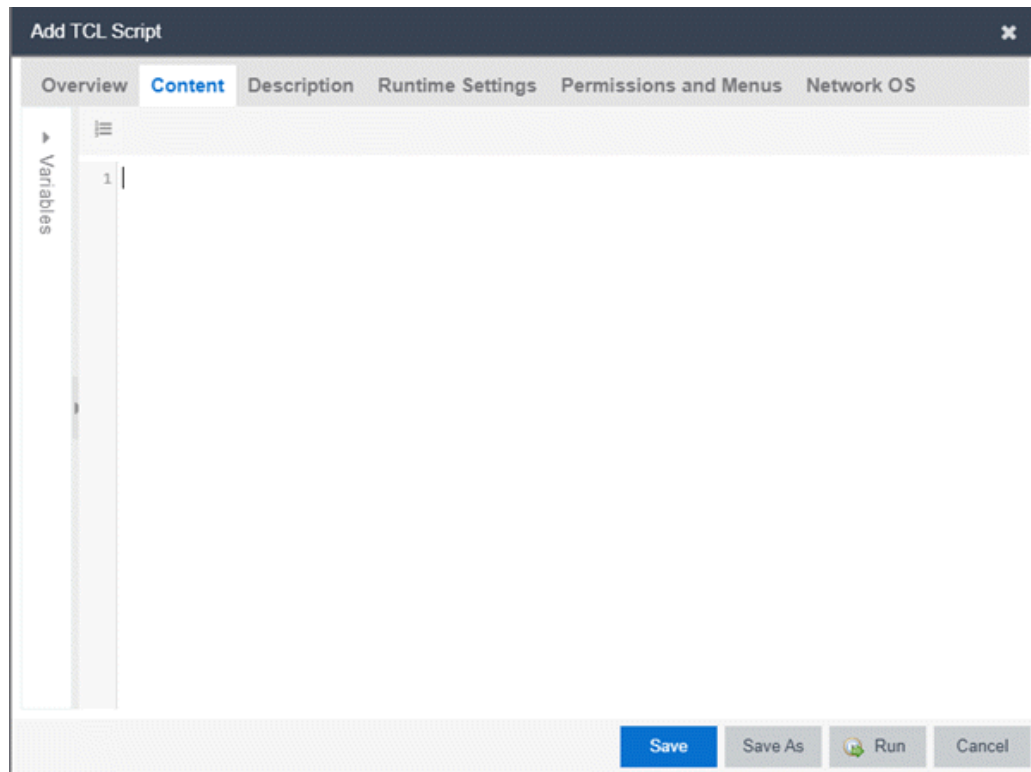 Add TCL Script
Overview Content Description Runtime Settings Permissions and Menus Network OS
Variables
1
Save Save As Run Cancel